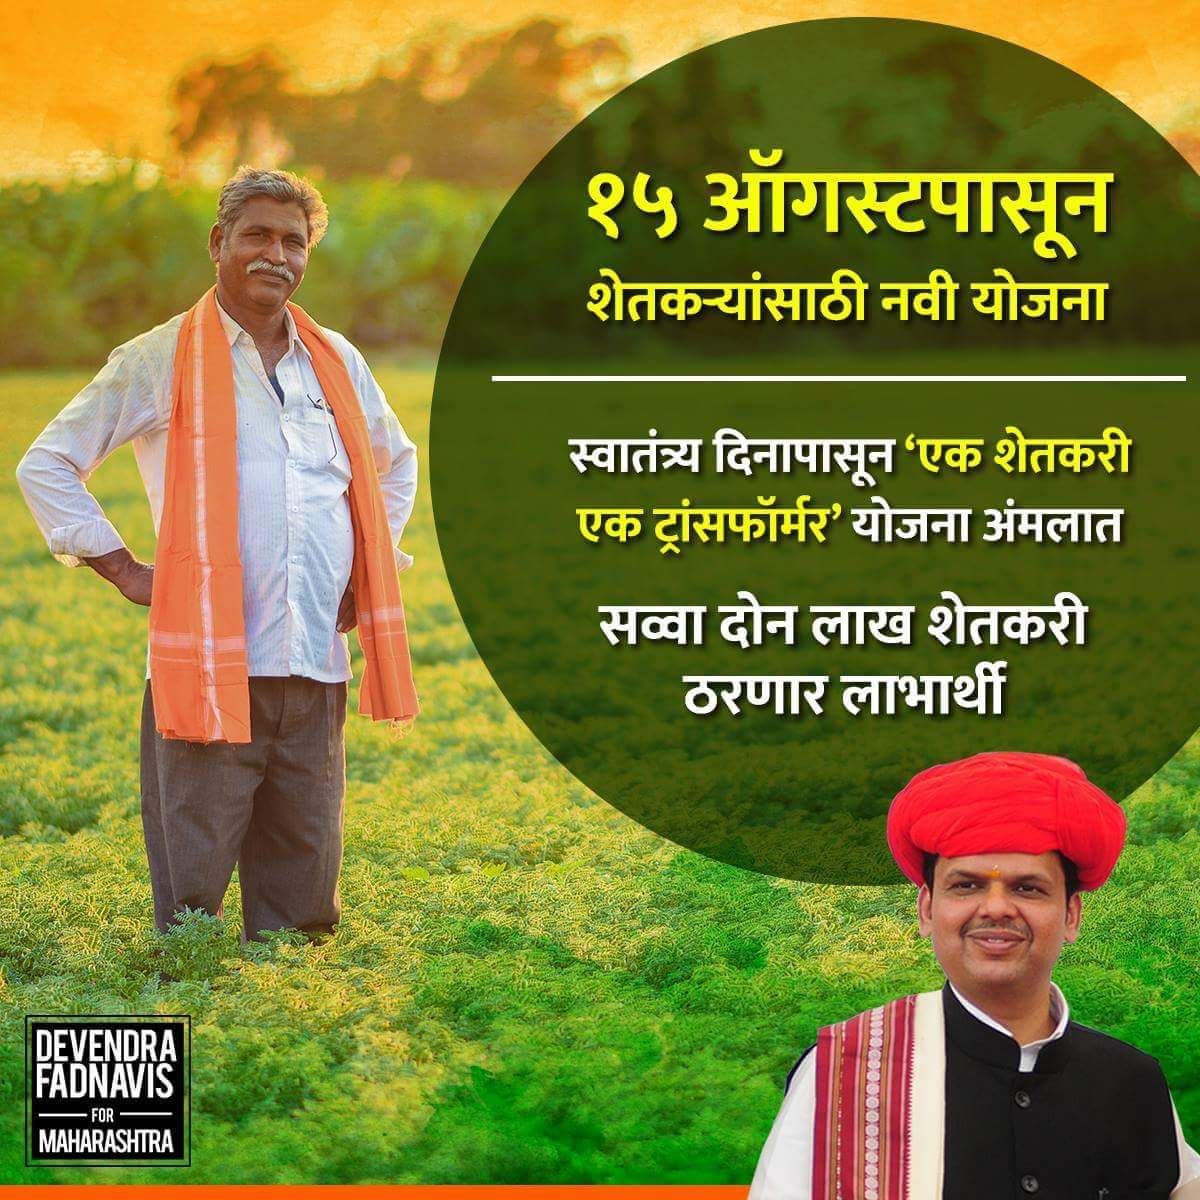 १५ ऑगस्टपासून
शेतकऱ्यांसाठी नवी योजना
स्वातंत्र्य दिनापासून ‘एक शेतकरी
एक ट्रांसफॉर्मर’ योजना अंमलात
सव्वा दोन लाख शेतकरी
ठरणार लाभार्थी
DEVENDRA
FADNAVIS
FOR
MAHARASHTRA